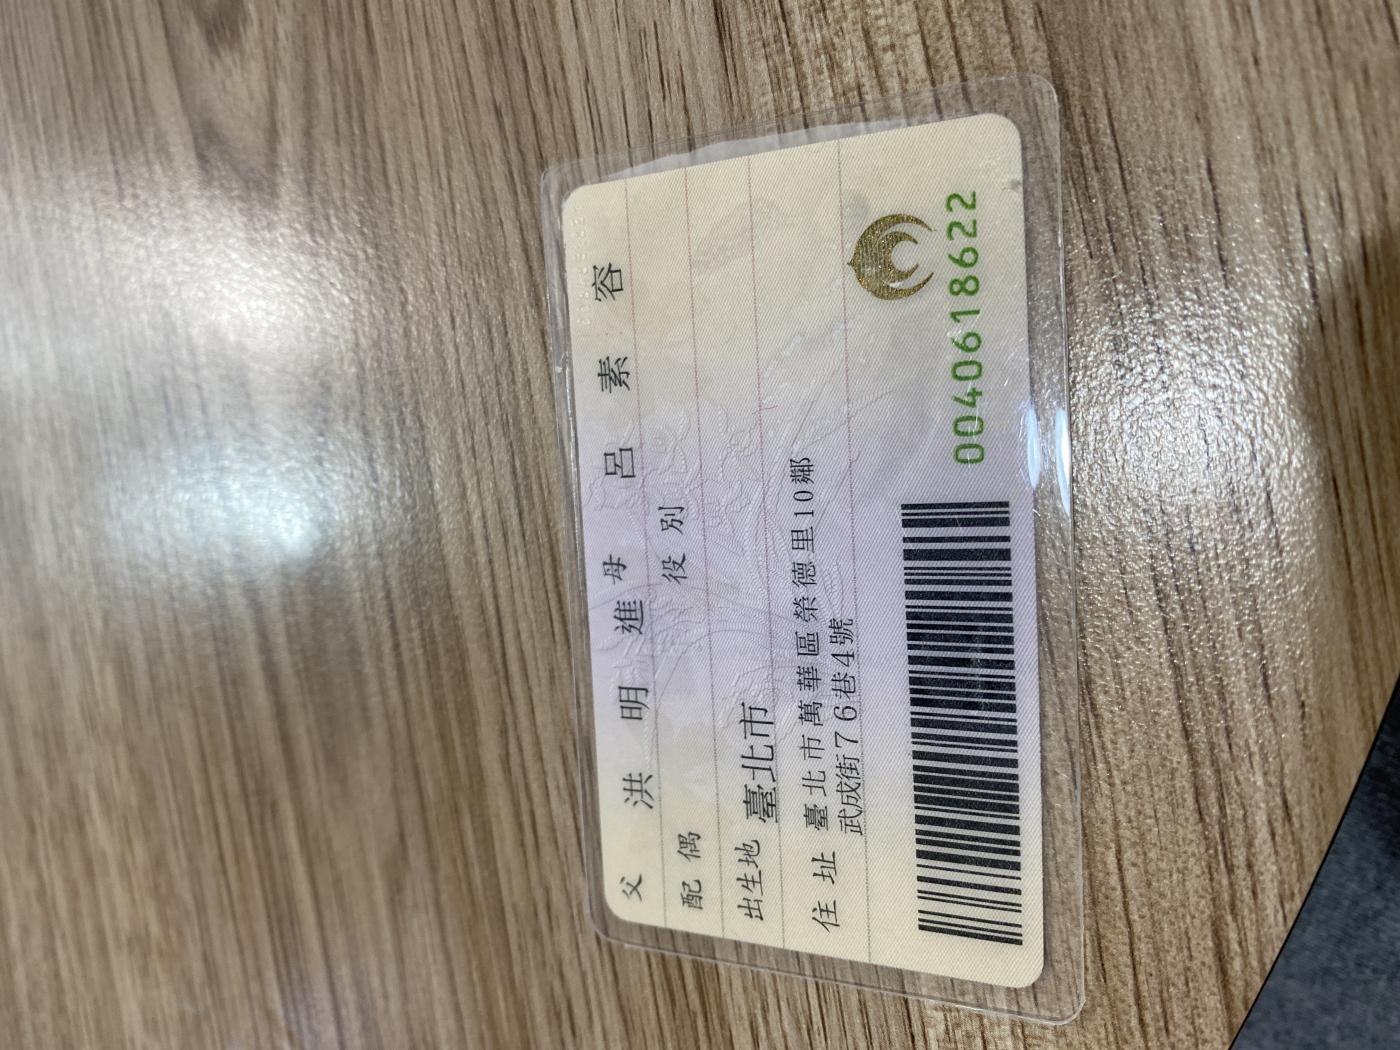 父 洪明進 母 呂素容
配偶 役別
出生地 臺北市
住址 臺北市萬華區榮德里10鄰
武成街76巷4號
0040618622